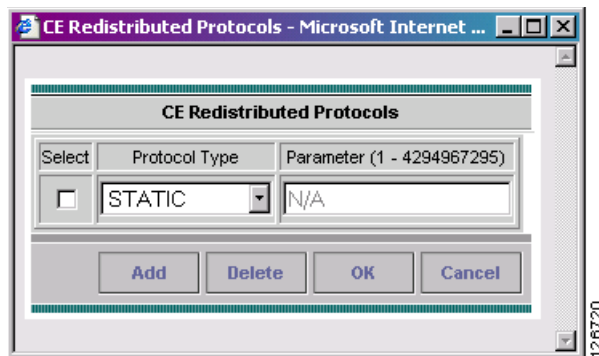 CE Redistributed Protocols - Microsoft Internet ...
CE Redistributed Protocols
Select Protocol Type Parameter (1 - 4294967295)
STATIC N/A
Add Delete OK Cancel
126720